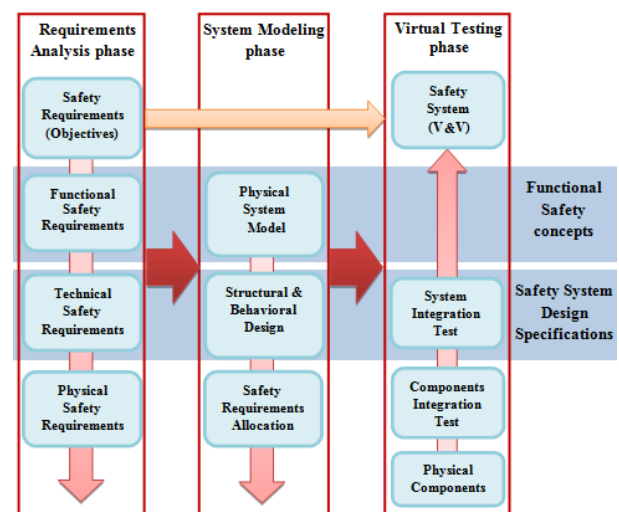 Requirements
Analysis phase
Safety
Requirements
(Objectives)
Functional
Safety
Requirements
Technical
Safety
Requirements
Physical
Safety
Requirements
System Modeling
phase
Physical
System
Model
Structural &
Behavioral
Design
Safety
Requirements
Allocation
Virtual Testing
phase
Safety
System
(V&V)
System
Integration
Test
Components
Integration
Test
Physical
Components
Functional
Safety
concepts
Safety System
Design
Specifications